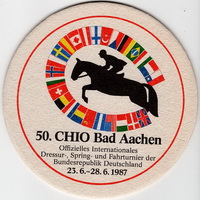 50. CHIO Bad Aachen
Offizielles Internationales
Dressur-, Spring- und Fahrturnier der
Bundesrepublik Deutschland
23. 6.–28. 6. 1987